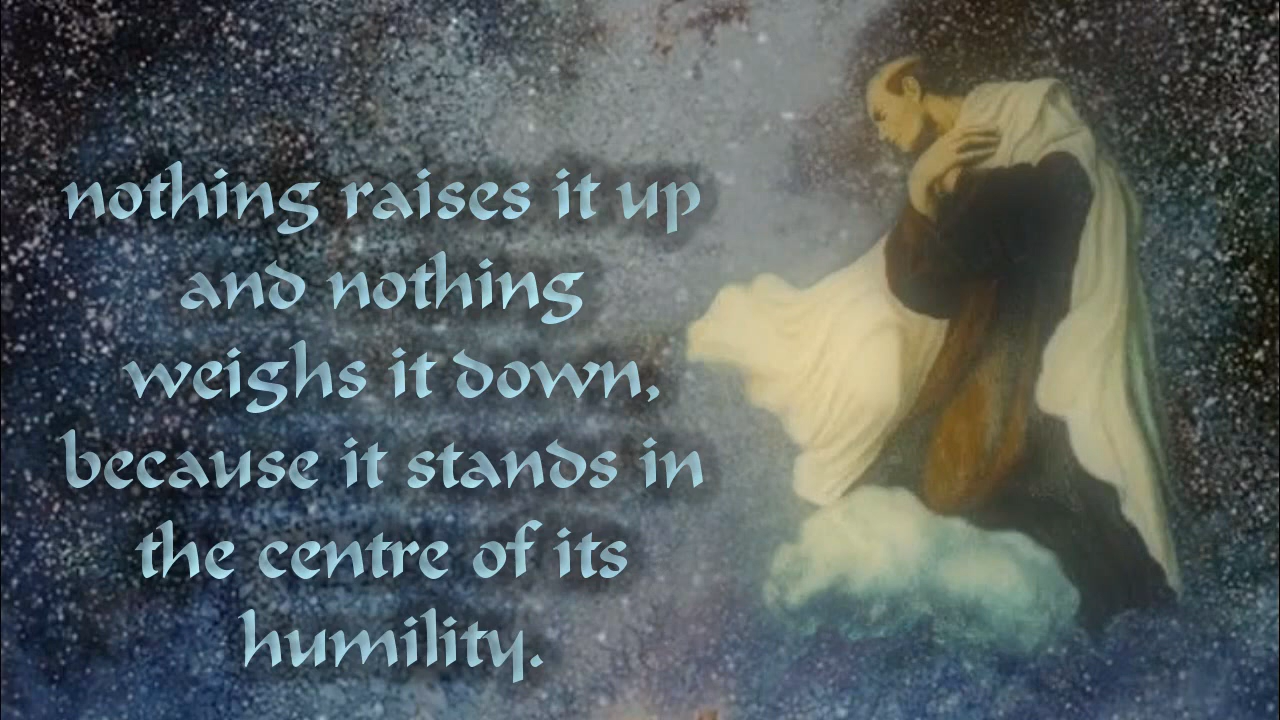 nothing raises it up
and nothing
weighs it down,
because it stands in
the centre of its
humility.